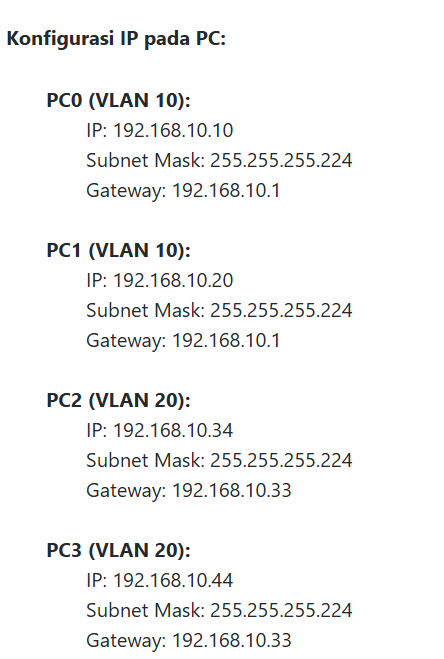 Konfigurasi IP pada PC:
PC0 (VLAN 10):
IP: 192.168.10.10
Subnet Mask: 255.255.255.224
Gateway: 192.168.10.1
PC1 (VLAN 10):
IP: 192.168.10.20
Subnet Mask: 255.255.255.224
Gateway: 192.168.10.1
PC2 (VLAN 20):
IP: 192.168.10.34
Subnet Mask: 255.255.255.224
Gateway: 192.168.10.33
PC3 (VLAN 20):
IP: 192.168.10.44
Subnet Mask: 255.255.255.224
Gateway: 192.168.10.33